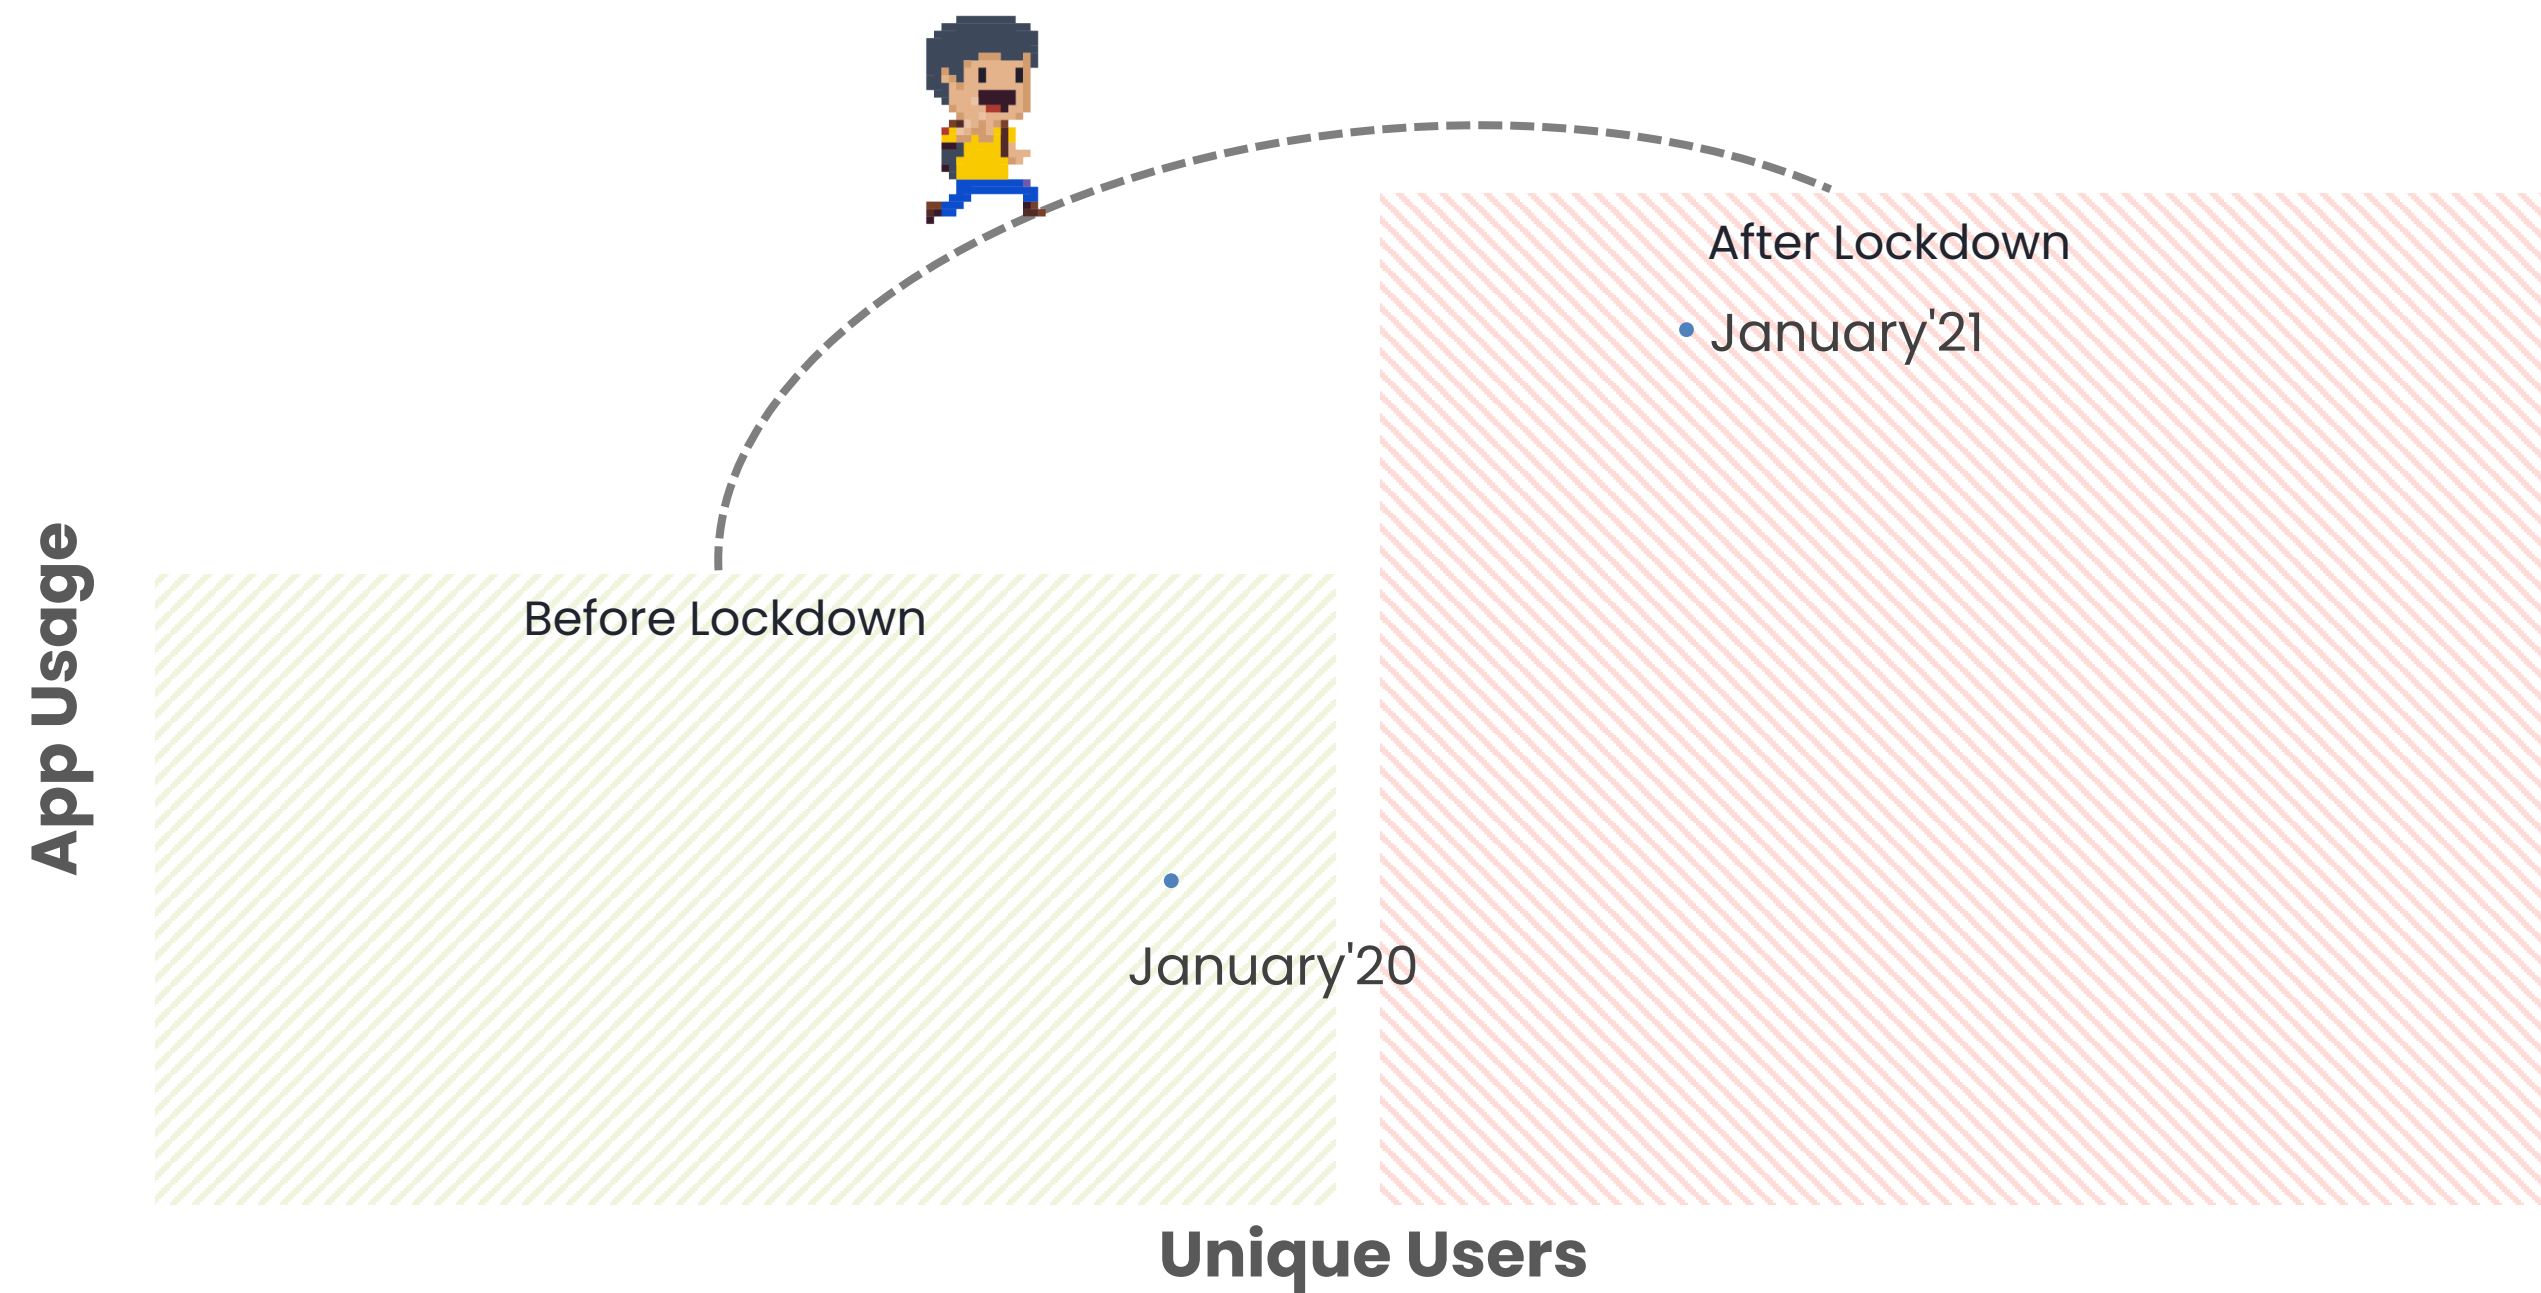 After Lockdown
January'21
Before Lockdown
App Usage
January'20
Unique Users